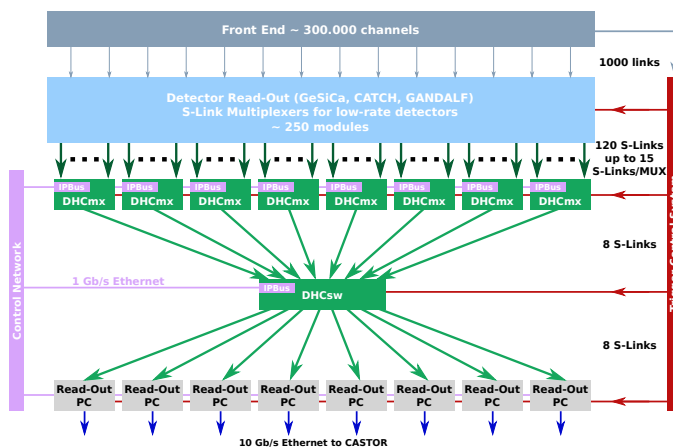 Front End ~ 300.000 channels
1000 links
Detector Read-Out (GeSiCa, CATCH, GANDALF)
S-Link Multiplexers for low-rate detectors
~ 250 modules
120 S-Links
up to 15
S-Links/MUX
IPBus IPBus IPBus IPBus IPBus IPBus IPBus IPBus
DHCmx DHCmx DHCmx DHCmx DHCmx DHCmx DHCmx DHCmx
8 S-Links
Control Network
1 Gb/s Ethernet
IPBus
DHCsw
8 S-Links
Read-Out Read-Out Read-Out Read-Out Read-Out Read-Out Read-Out Read-Out
PC PC PC PC PC PC PC PC
10 Gb/s Ethernet to CASTOR